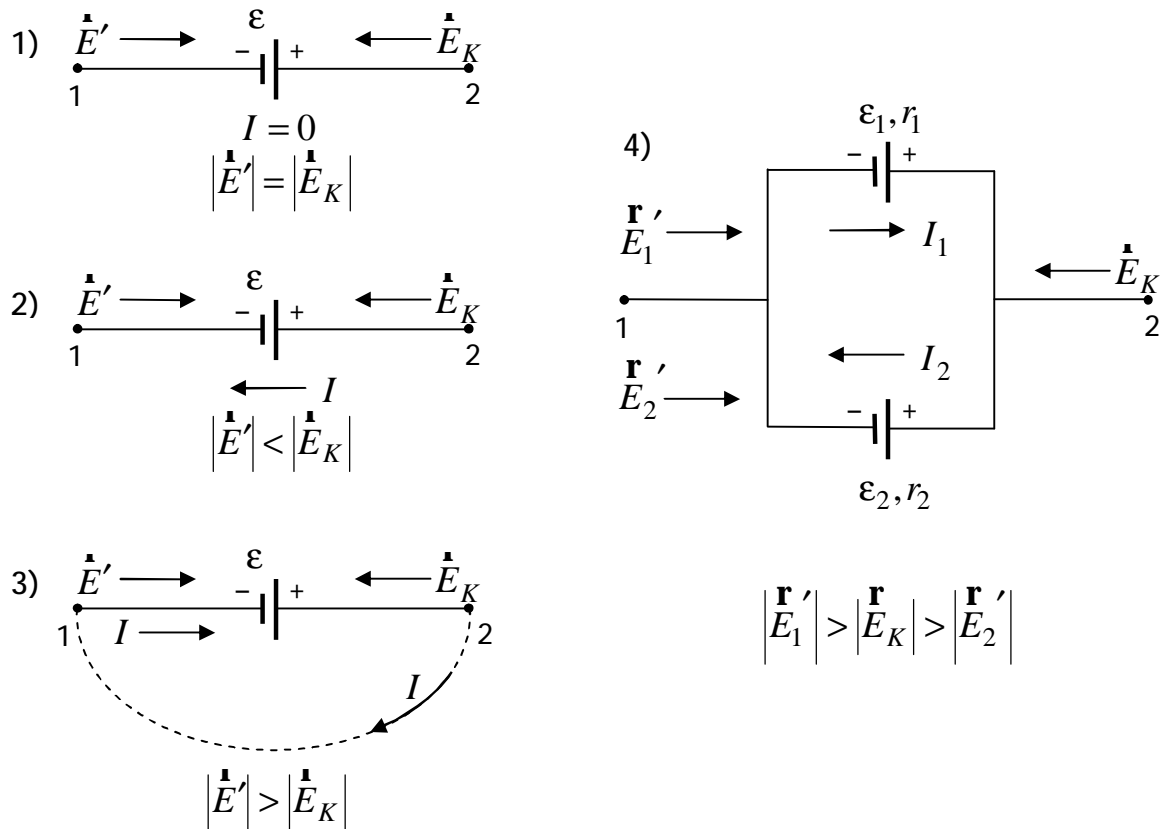 1)
E′ ε E_K
− +
1 2
I = 0
|E′| = |E_K|
2)
E′ ε E_K
− +
1 2
I
|E′| < |E_K|
3)
E′ ε E_K
− +
1 I 2
I
|E′| > |E_K|
4)
ε₁, r₁
− +
r
E₁′ I₁
E_K
1 2
r
E₂′ I₂
− +
ε₂, r₂
r r r
|E₁′| > |E_K| > |E₂′|